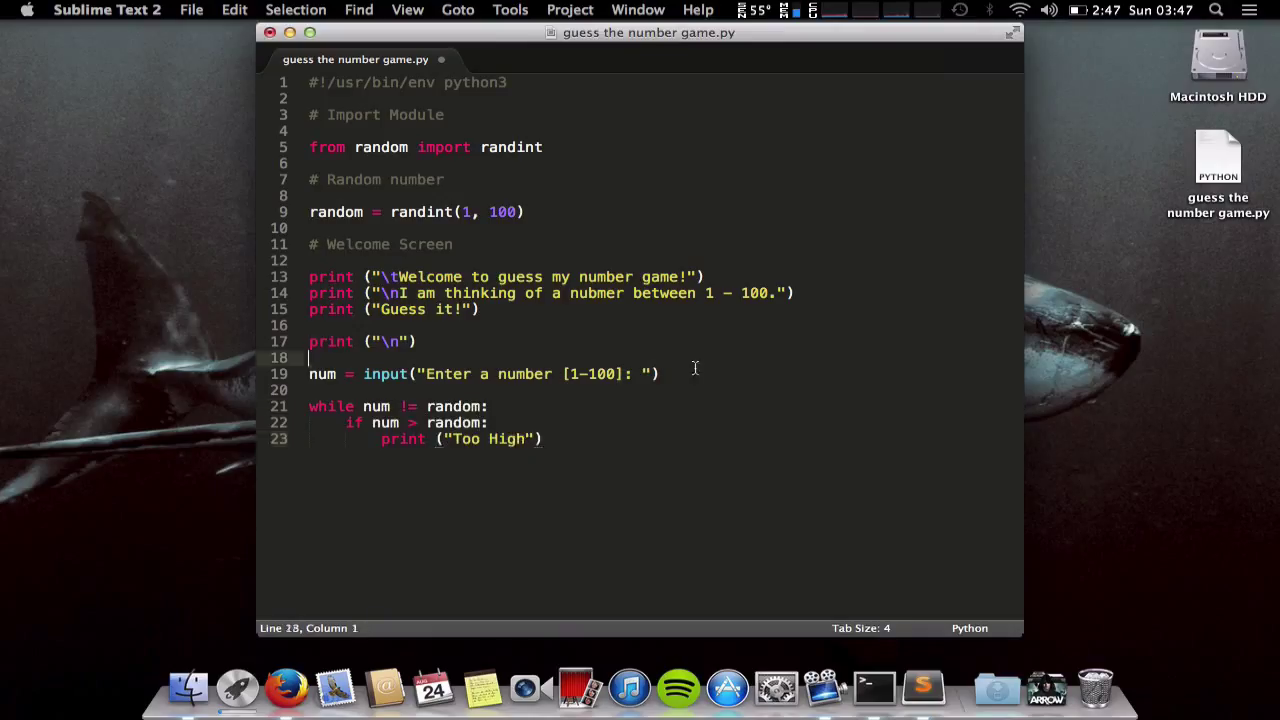 Sublime Text 2 File Edit Selection Find View Goto Tools Project Window Help 55° 2:47 Sun 03:47
guess the number game.py
guess the number game.py
1 #!/usr/bin/env python3
2
3 # Import Module
4
5 from random import randint
6
7 # Random number
8
9 random = randint(1, 100)
10
11 # Welcome Screen
12
13 print ("\tWelcome to guess my number game!")
14 print ("\nI am thinking of a nubmer between 1 - 100.")
15 print ("Guess it!")
16
17 print ("\n")
18
19 num = input("Enter a number [1-100]: ")
20
21 while num != random:
22 if num > random:
23 print ("Too High")
Line 18, Column 1 Tab Size: 4 Python
Macintosh HDD
PYTHON
guess the
number game.py
AUG
24
>_
S
ARROW